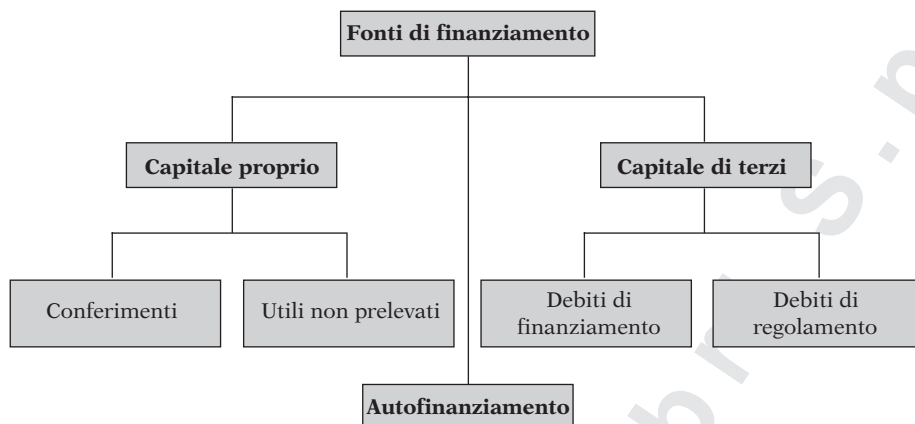 Fonti di finanziamento
Capitale proprio
Capitale di terzi
Conferimenti
Utili non prelevati
Debiti di
finanziamento
Debiti di
regolamento
Autofinanziamento